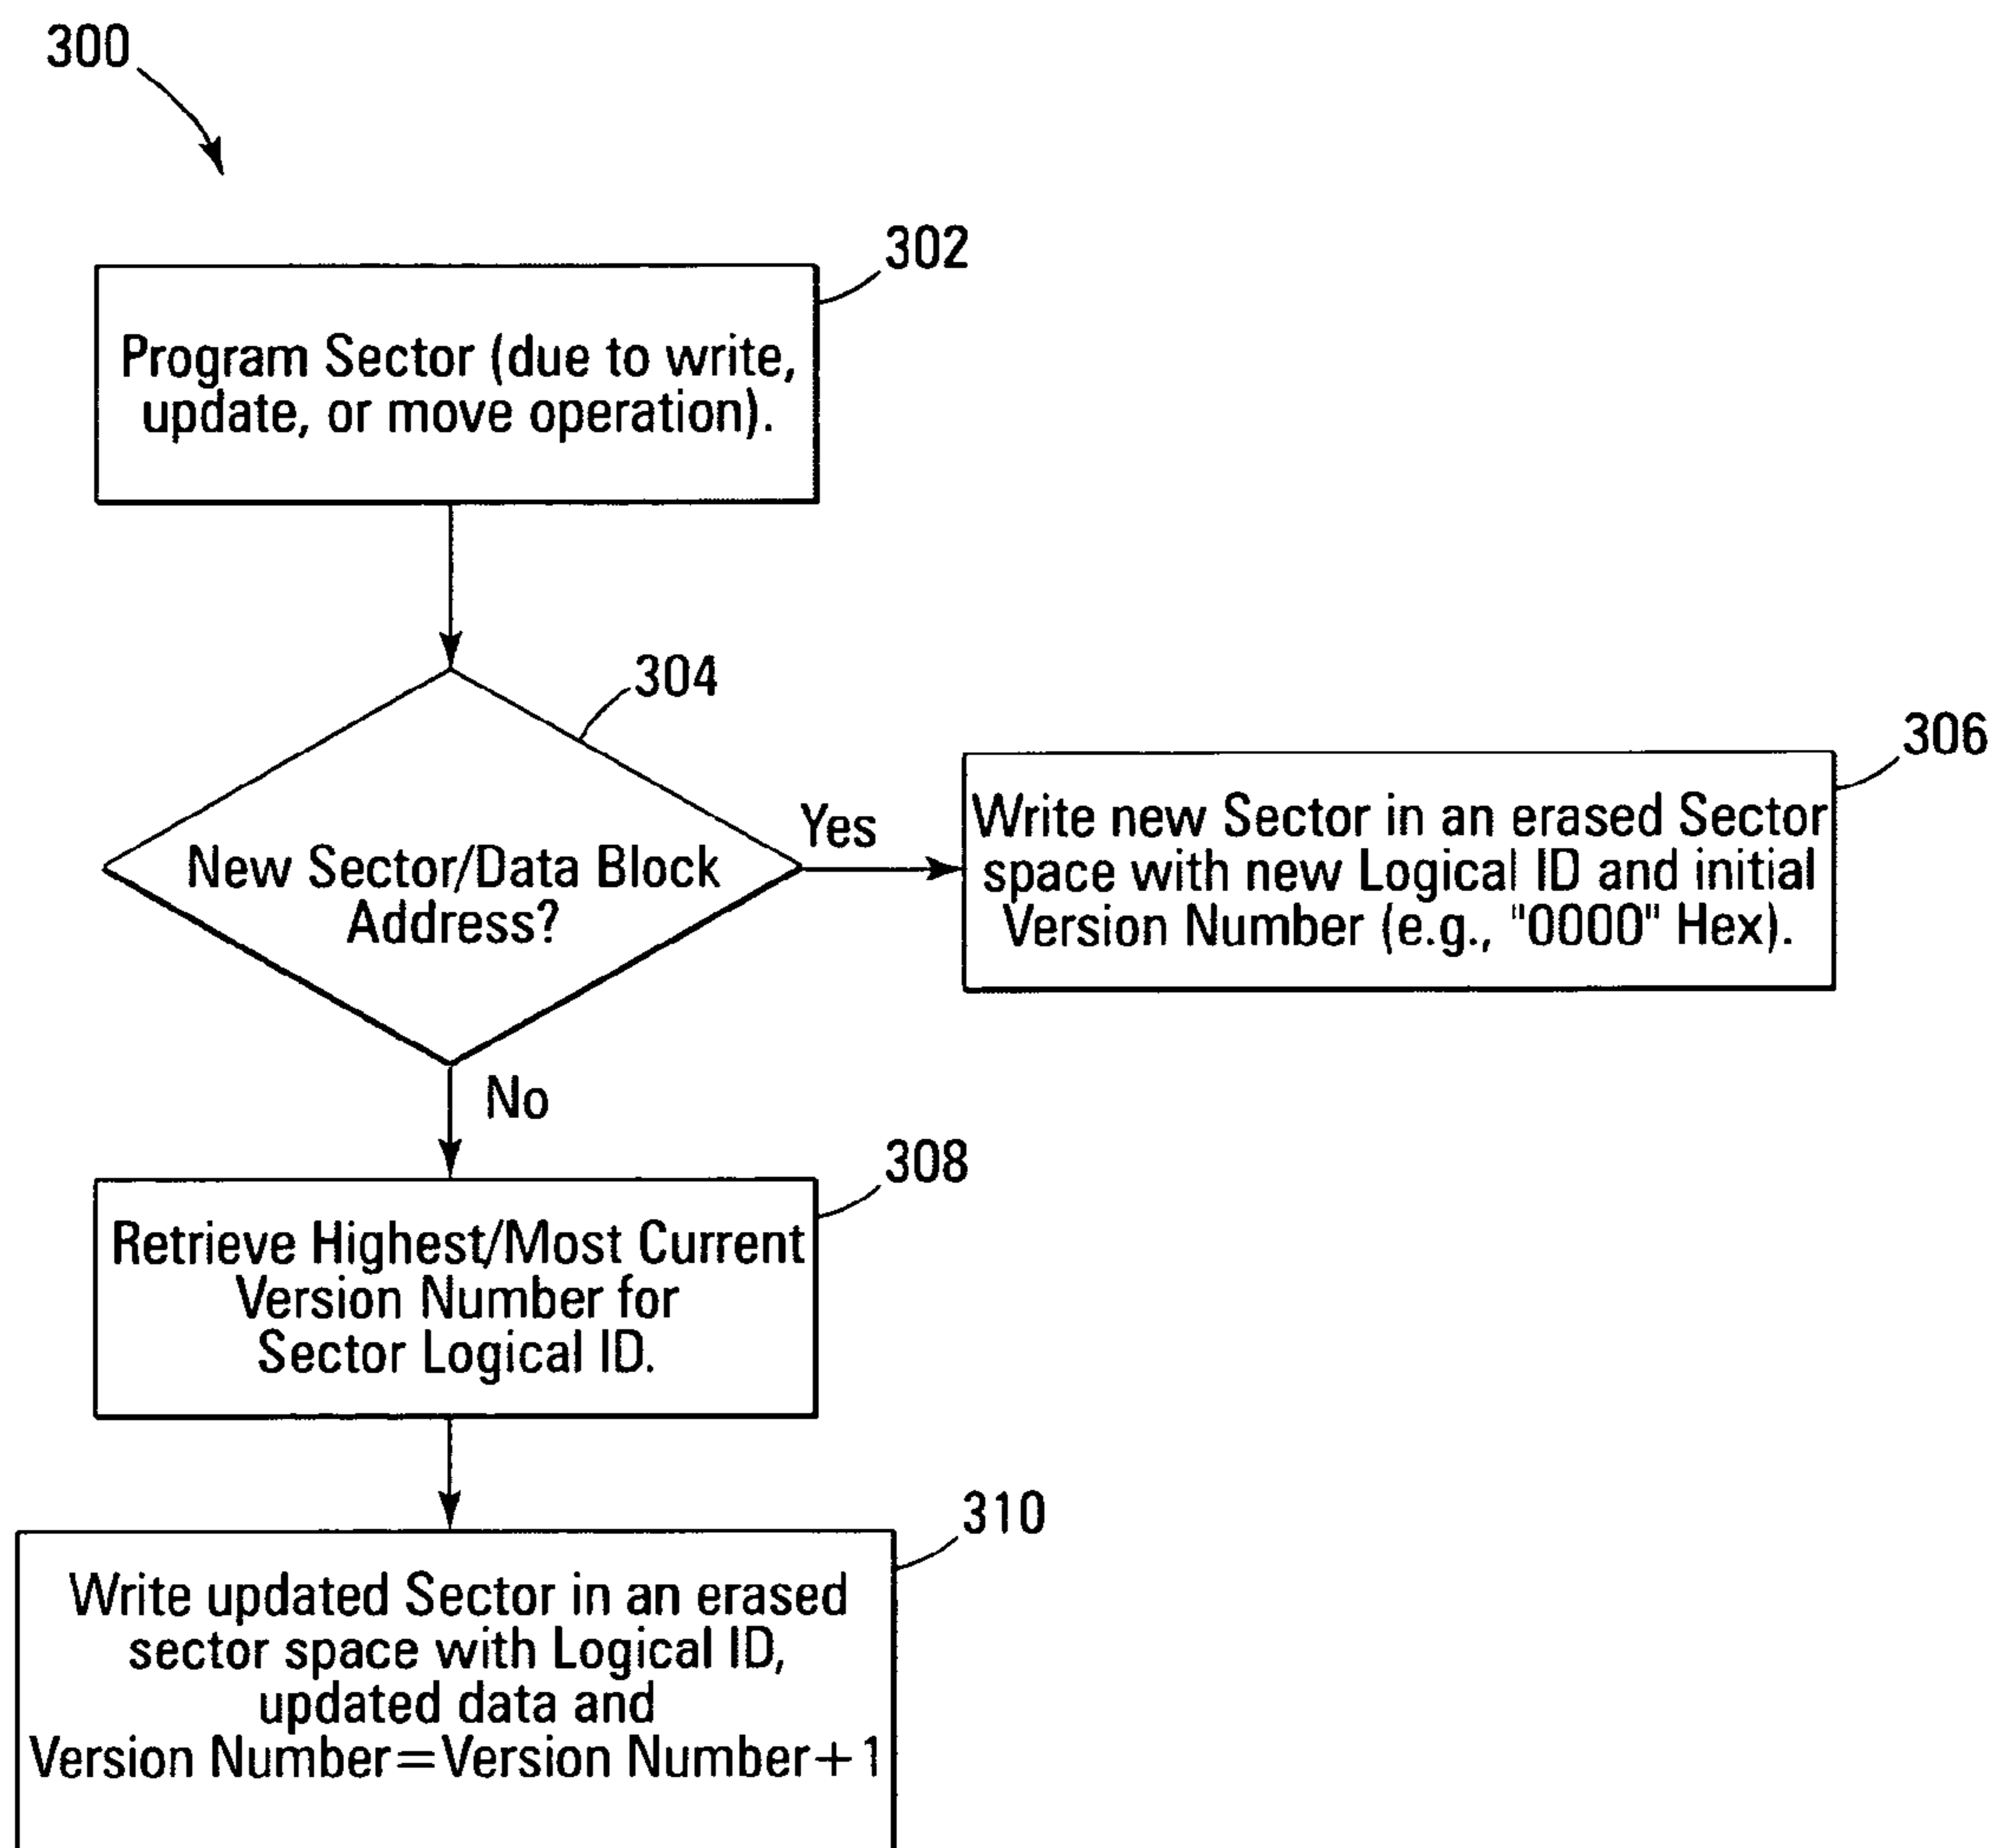 300
302
Program Sector (due to write,
update, or move operation).
304
New Sector/Data Block
Address?
Yes
306
Write new Sector in an erased Sector
space with new Logical ID and initial
Version Number (e.g., "0000" Hex).
No
308
Retrieve Highest/Most Current
Version Number for
Sector Logical ID.
310
Write updated Sector in an erased
sector space with Logical ID,
updated data and
Version Number=Version Number+1